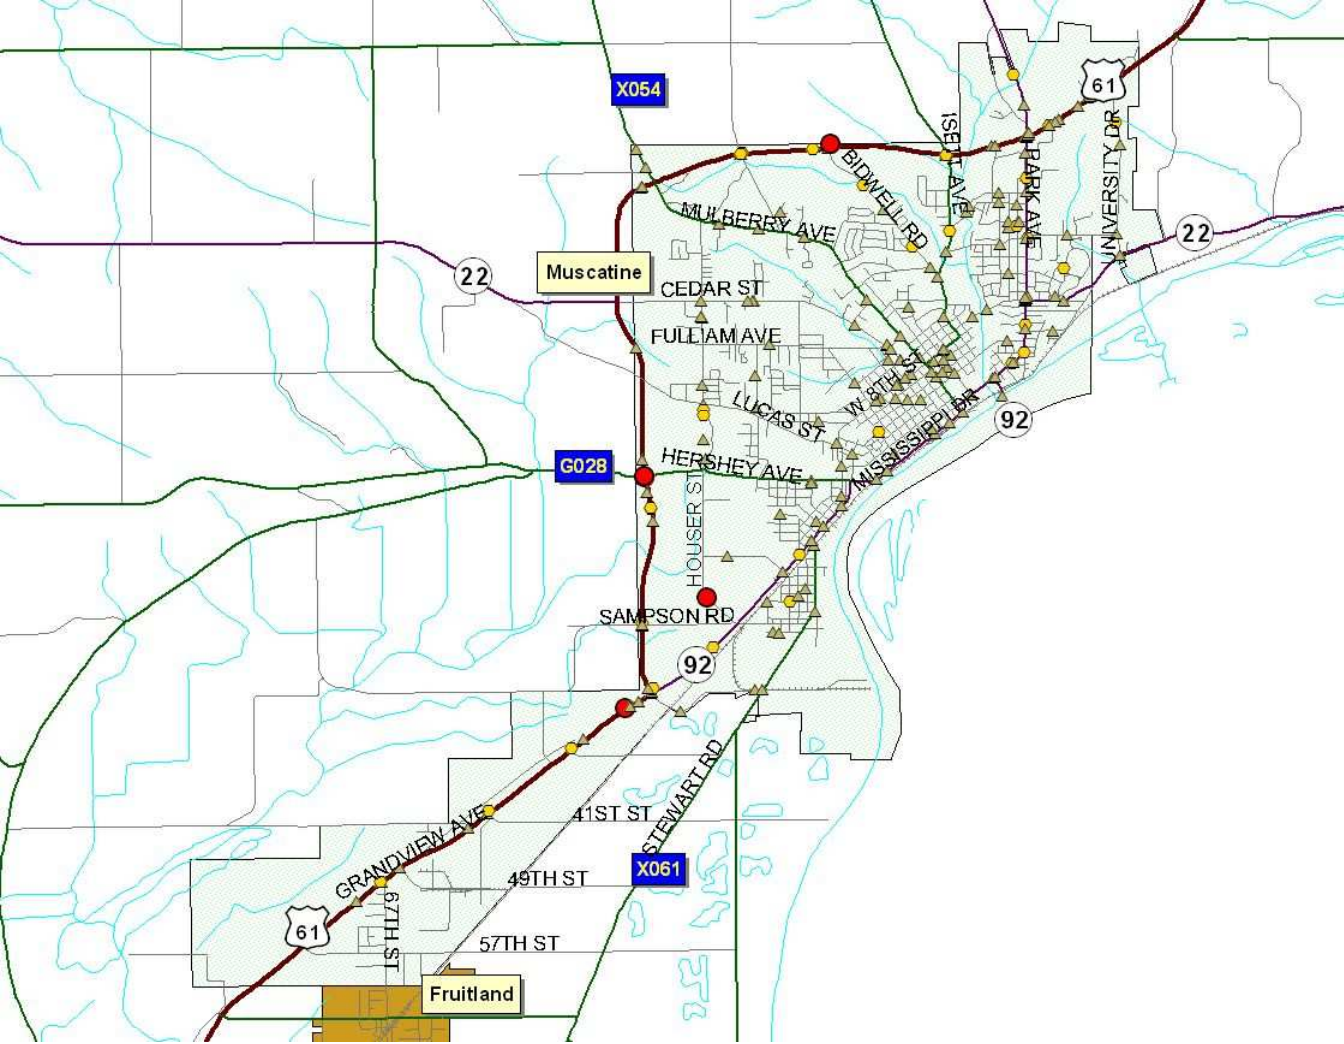 X054
61
ISETT AVE
PARK AVE
UNIVERSITY DR
BIDWELL RD
MULBERRY AVE
22
22
Muscatine
CEDAR ST
FULLIAM AVE
W 8TH ST
LUCAS ST
MISSISSIPPI DR
92
HERSHEY AVE
G028
HOUSER ST
SAMPSON RD
92
STEWART RD
GRANDVIEW AVE
41ST ST
X061
49TH ST
67TH ST
61
57TH ST
Fruitland